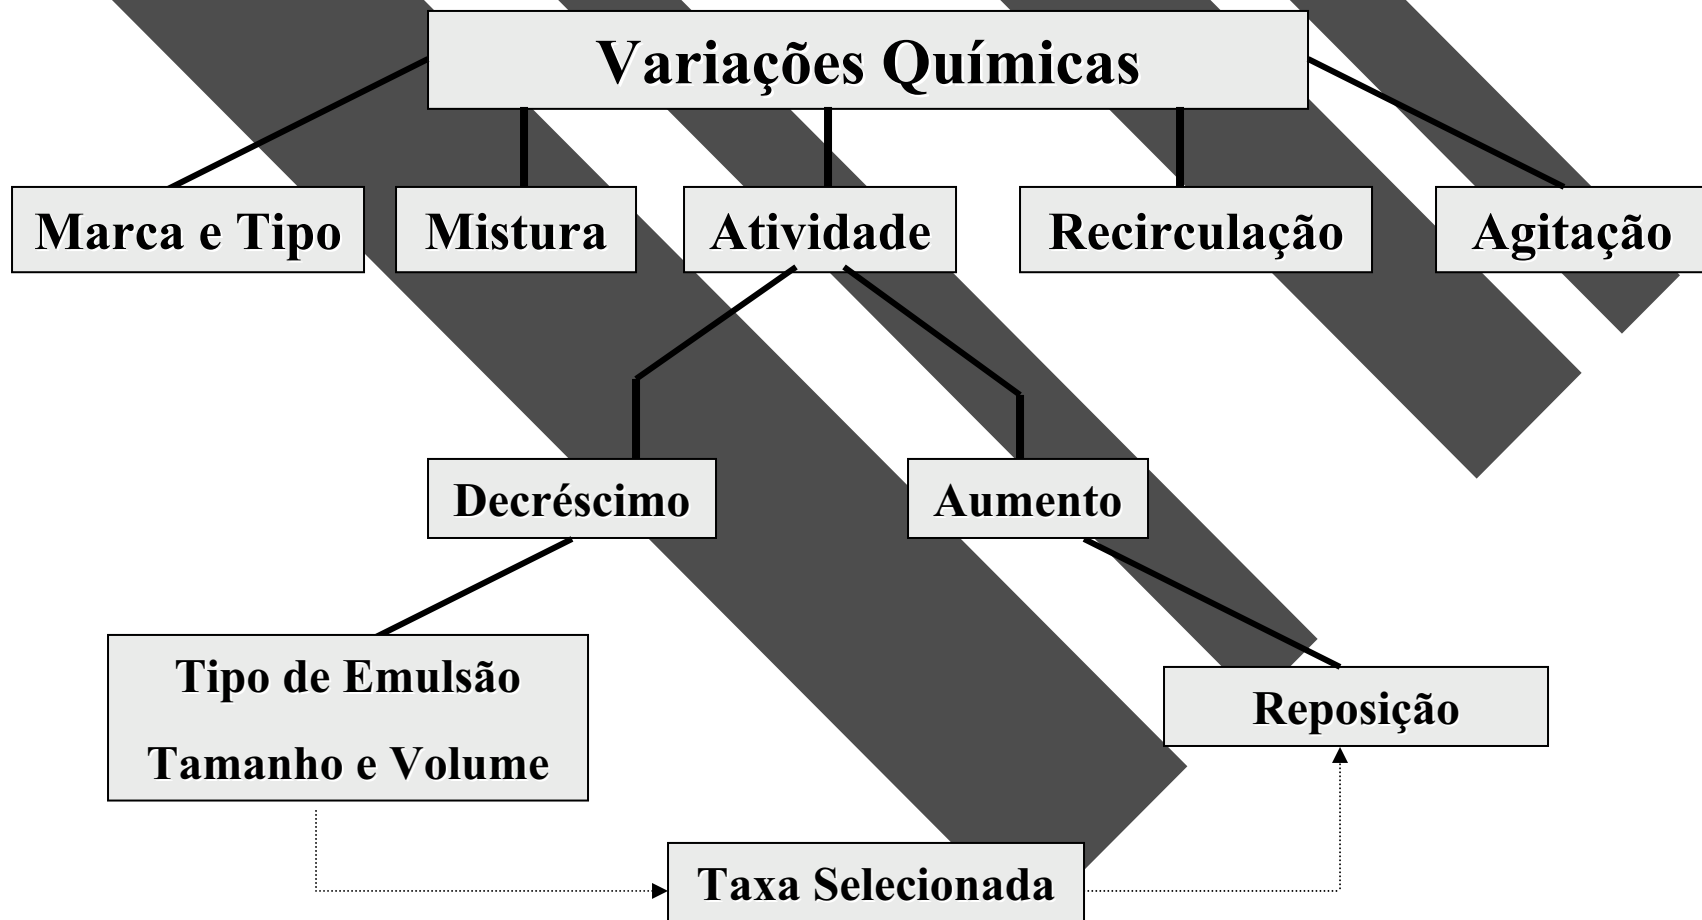 Variações Químicas
Marca e Tipo
Mistura
Atividade
Recirculação
Agitação
Decréscimo
Aumento
Tipo de Emulsão
Tamanho e Volume
Reposição
Taxa Selecionada